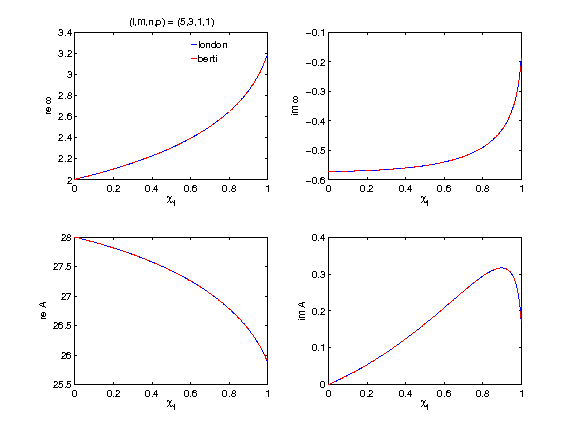 (l,m,n,p) = (5,3,1,1)
re ω
3.4
3.2
3
2.8
2.6
2.4
2.2
2
london
berti
0 0.2 0.4 0.6 0.8 1
χf
im ω
−0.1
−0.2
−0.3
−0.4
−0.5
−0.6
0 0.2 0.4 0.6 0.8 1
χf
re A
28
27.5
27
26.5
26
25.5
0 0.2 0.4 0.6 0.8 1
χf
im A
0.4
0.3
0.2
0.1
0
0 0.2 0.4 0.6 0.8 1
χf